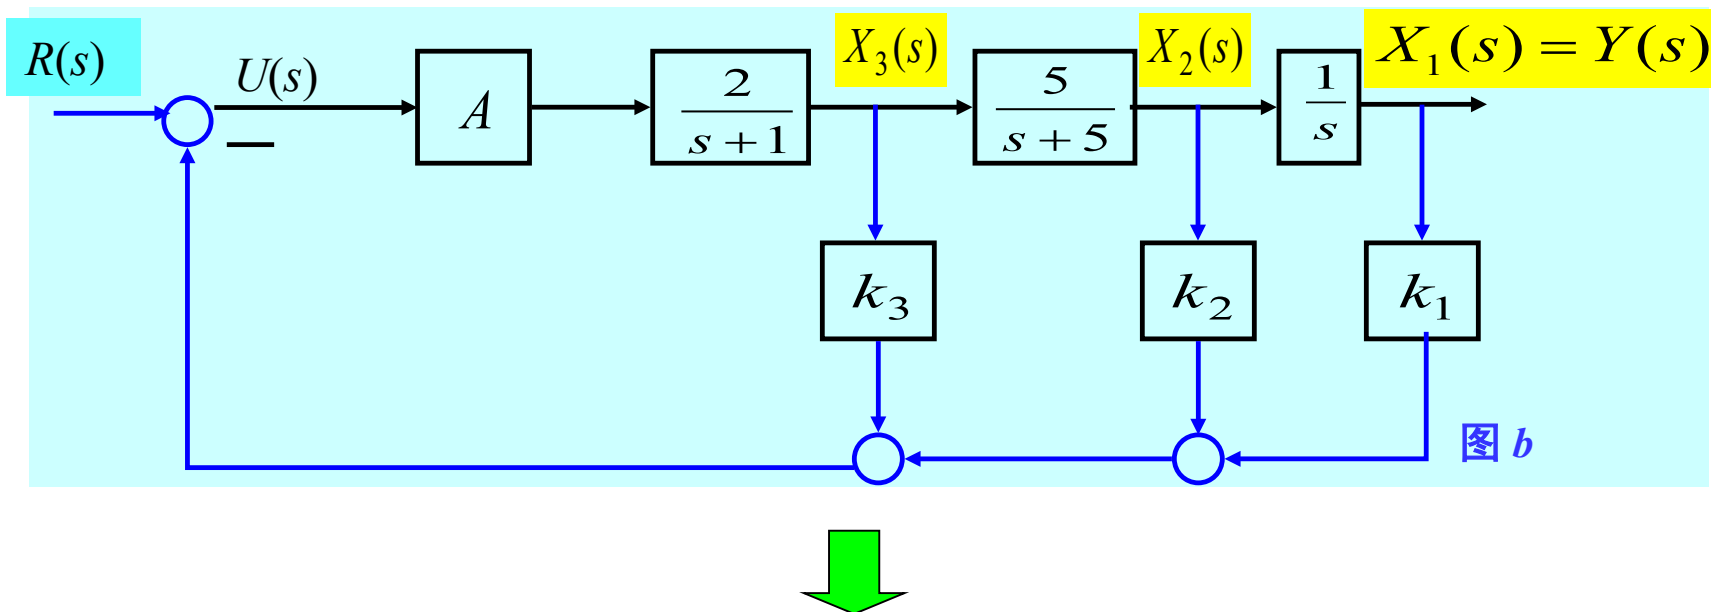 R(s)
U(s)
A
2
s + 1
X₃(s)
5
s + 5
X₂(s)
1
s
X₁(s) = Y(s)
—
k₃
k₂
k₁
图 b